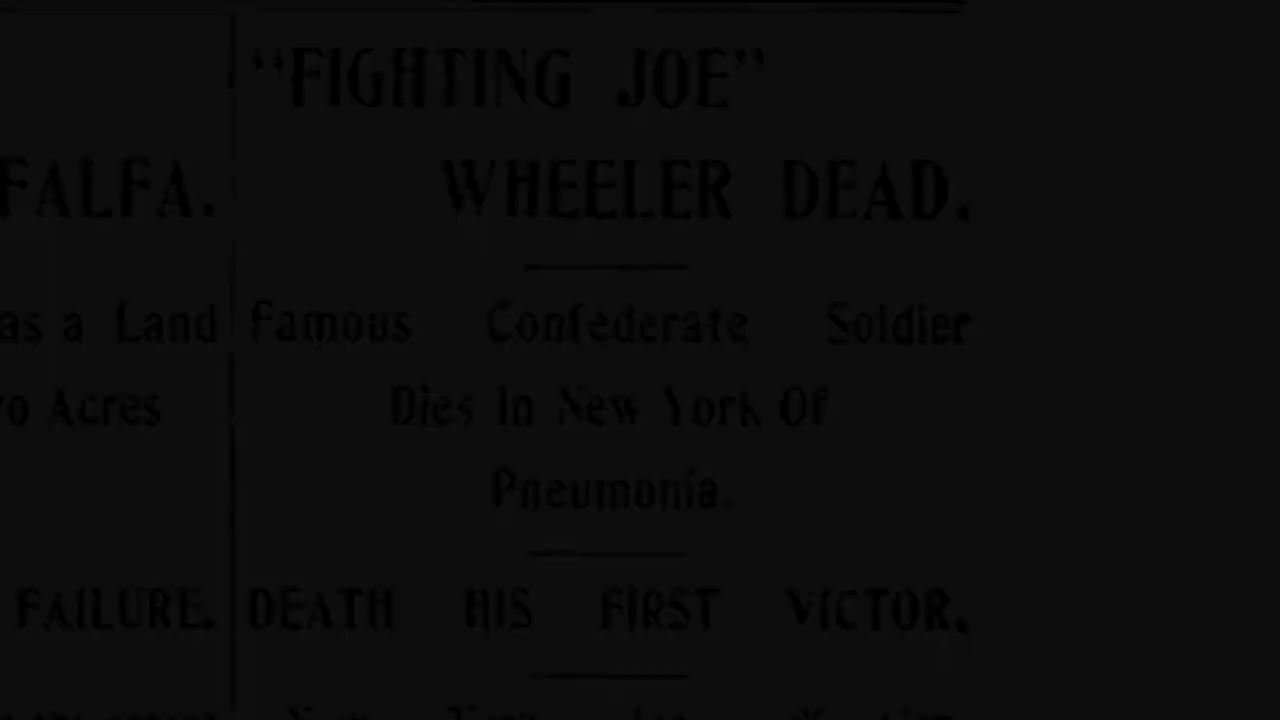 FALFA.
as a Land
Acres
FAILURE.
"FIGHTING JOE"
WHEELER DEAD.
Famous Confederate Soldier
Dies In New York Of
Pneumonia.
DEATH HIS FIRST VICTOR.